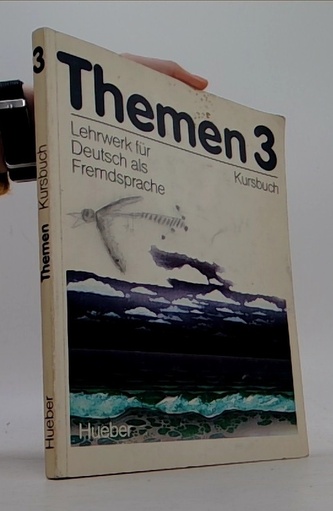 Themen 3
Kursbuch
Lehrwerk für
Deutsch als
Fremdsprache
Hueber
3
Themen Kursbuch
Hueber